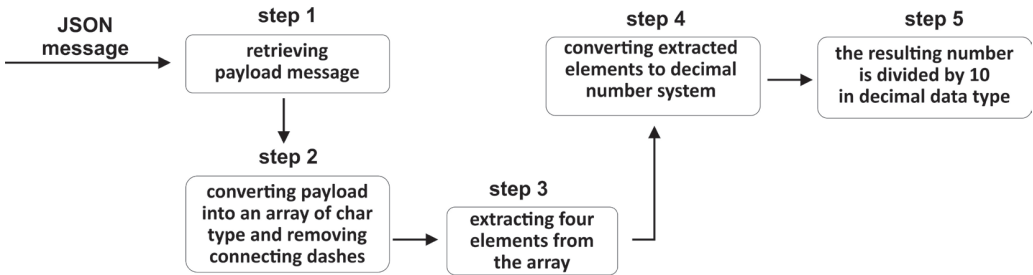 JSON
message
step 1
retrieving
payload message
step 2
converting payload
into an array of char
type and removing
connecting dashes
step 3
extracting four
elements from
the array
step 4
converting extracted
elements to decimal
number system
step 5
the resulting number
is divided by 10
in decimal data type